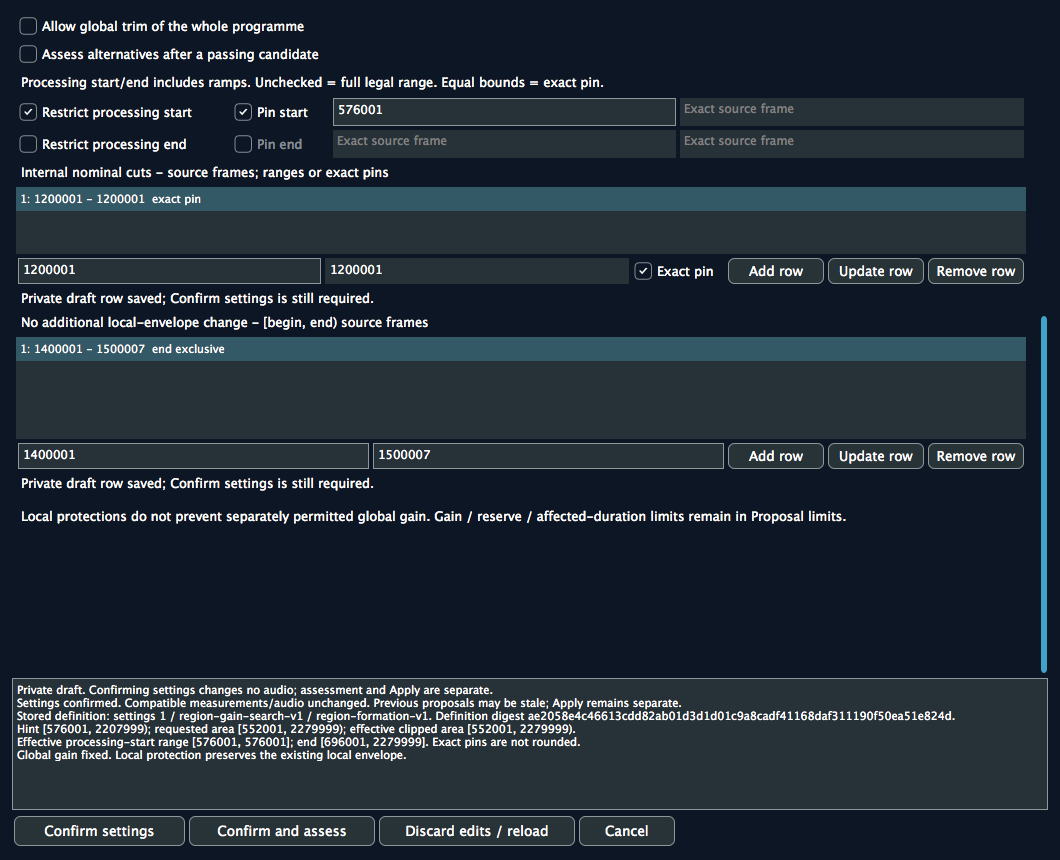 Allow global trim of the whole programme
Assess alternatives after a passing candidate
Processing start/end includes ramps. Unchecked = full legal range. Equal bounds = exact pin.
Restrict processing start Pin start 576001 Exact source frame
Restrict processing end Pin end Exact source frame Exact source frame
Internal nominal cuts – source frames; ranges or exact pins
1: 1200001 – 1200001 exact pin
1200001 1200001 Exact pin Add row Update row Remove row
Private draft row saved; Confirm settings is still required.
No additional local-envelope change – [begin, end) source frames
1: 1400001 – 1500007 end exclusive
1400001 1500007 Add row Update row Remove row
Private draft row saved; Confirm settings is still required.
Local protections do not prevent separately permitted global gain. Gain / reserve / affected-duration limits remain in Proposal limits.
Private draft. Confirming settings changes no audio; assessment and Apply are separate.
Settings confirmed. Compatible measurements/audio unchanged. Previous proposals may be stale; Apply remains separate.
Stored definition: settings 1 / region-gain-search-v1 / region-formation-v1. Definition digest ae2058e4c46613cdd82ab01d3d1d01c9a8cadf41168daf311190f50ea51e824d.
Hint [576001, 2207999); requested area [552001, 2279999); effective clipped area [552001, 2279999).
Effective processing-start range [576001, 576001]; end [696001, 2279999]. Exact pins are not rounded.
Global gain fixed. Local protection preserves the existing local envelope.
Confirm settings Confirm and assess Discard edits / reload Cancel